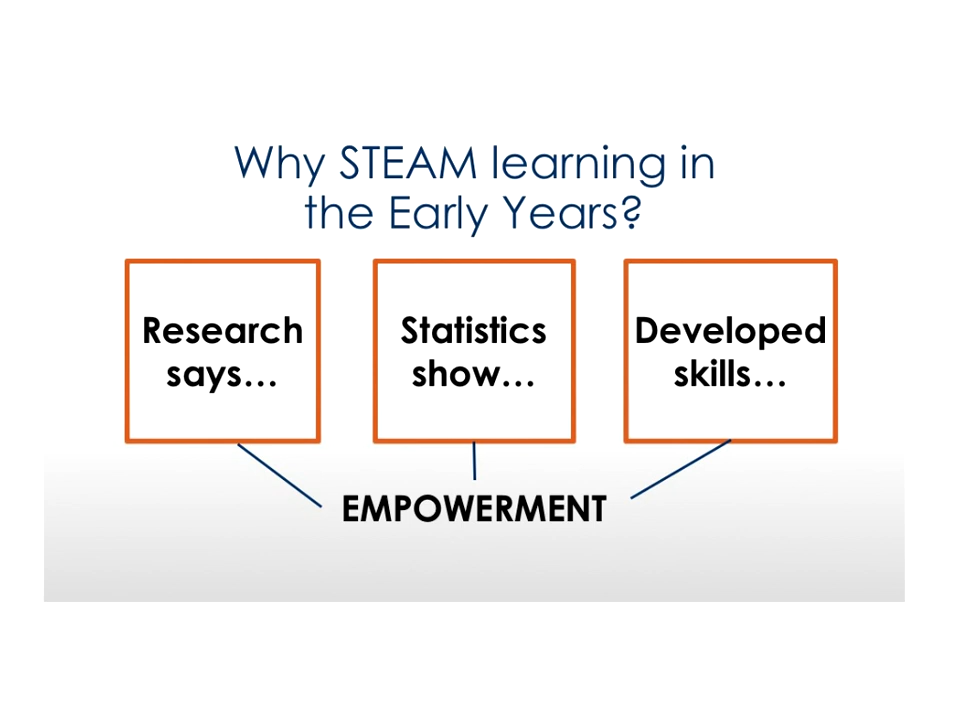 Why STEAM learning in
the Early Years?
Research
says…
Statistics
show…
Developed
skills…
EMPOWERMENT